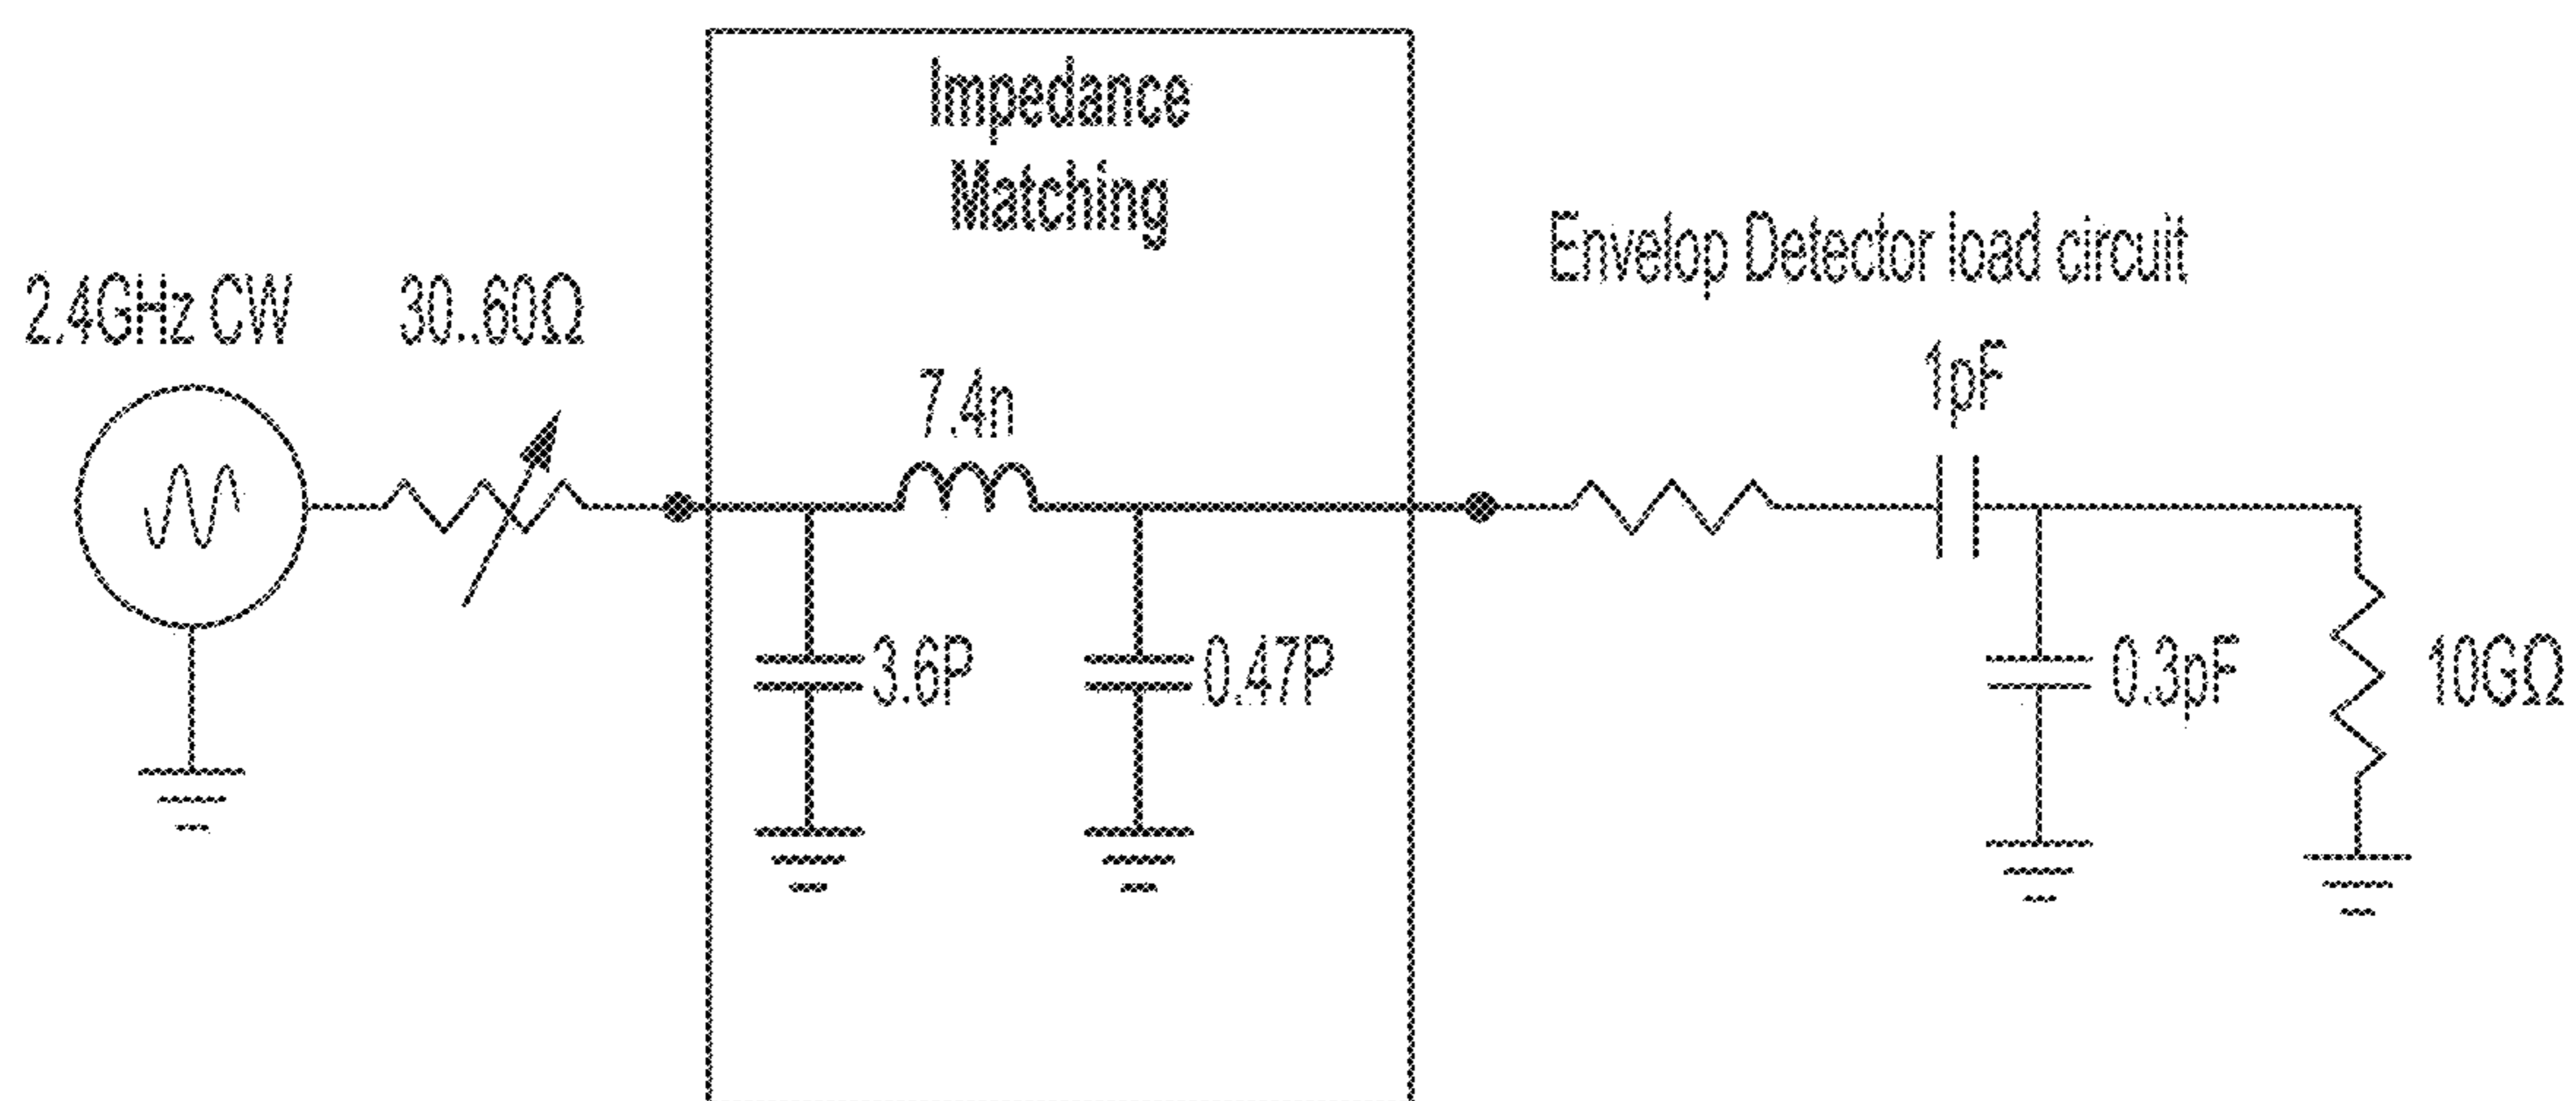 Impedance
Matching
Envelop Detector load circuit
2.4GHz CW
30..60Ω
1pF
7.4n
3.6P
0.47P
0.3pF
10GΩ